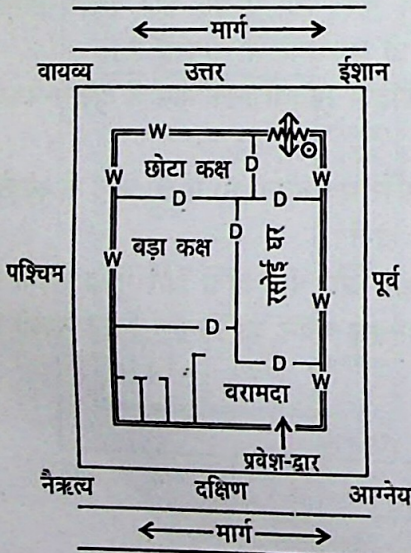 मार्ग
वायव्य उत्तर ईशान
W
छोटा कक्ष D
W W
D D
D
बड़ा कक्ष रसोई घर
W
पश्चिम पूर्व
W
D
D
वरामदा W
प्रवेश-द्वार
नैऋत्य दक्षिण आग्नेय
मार्ग